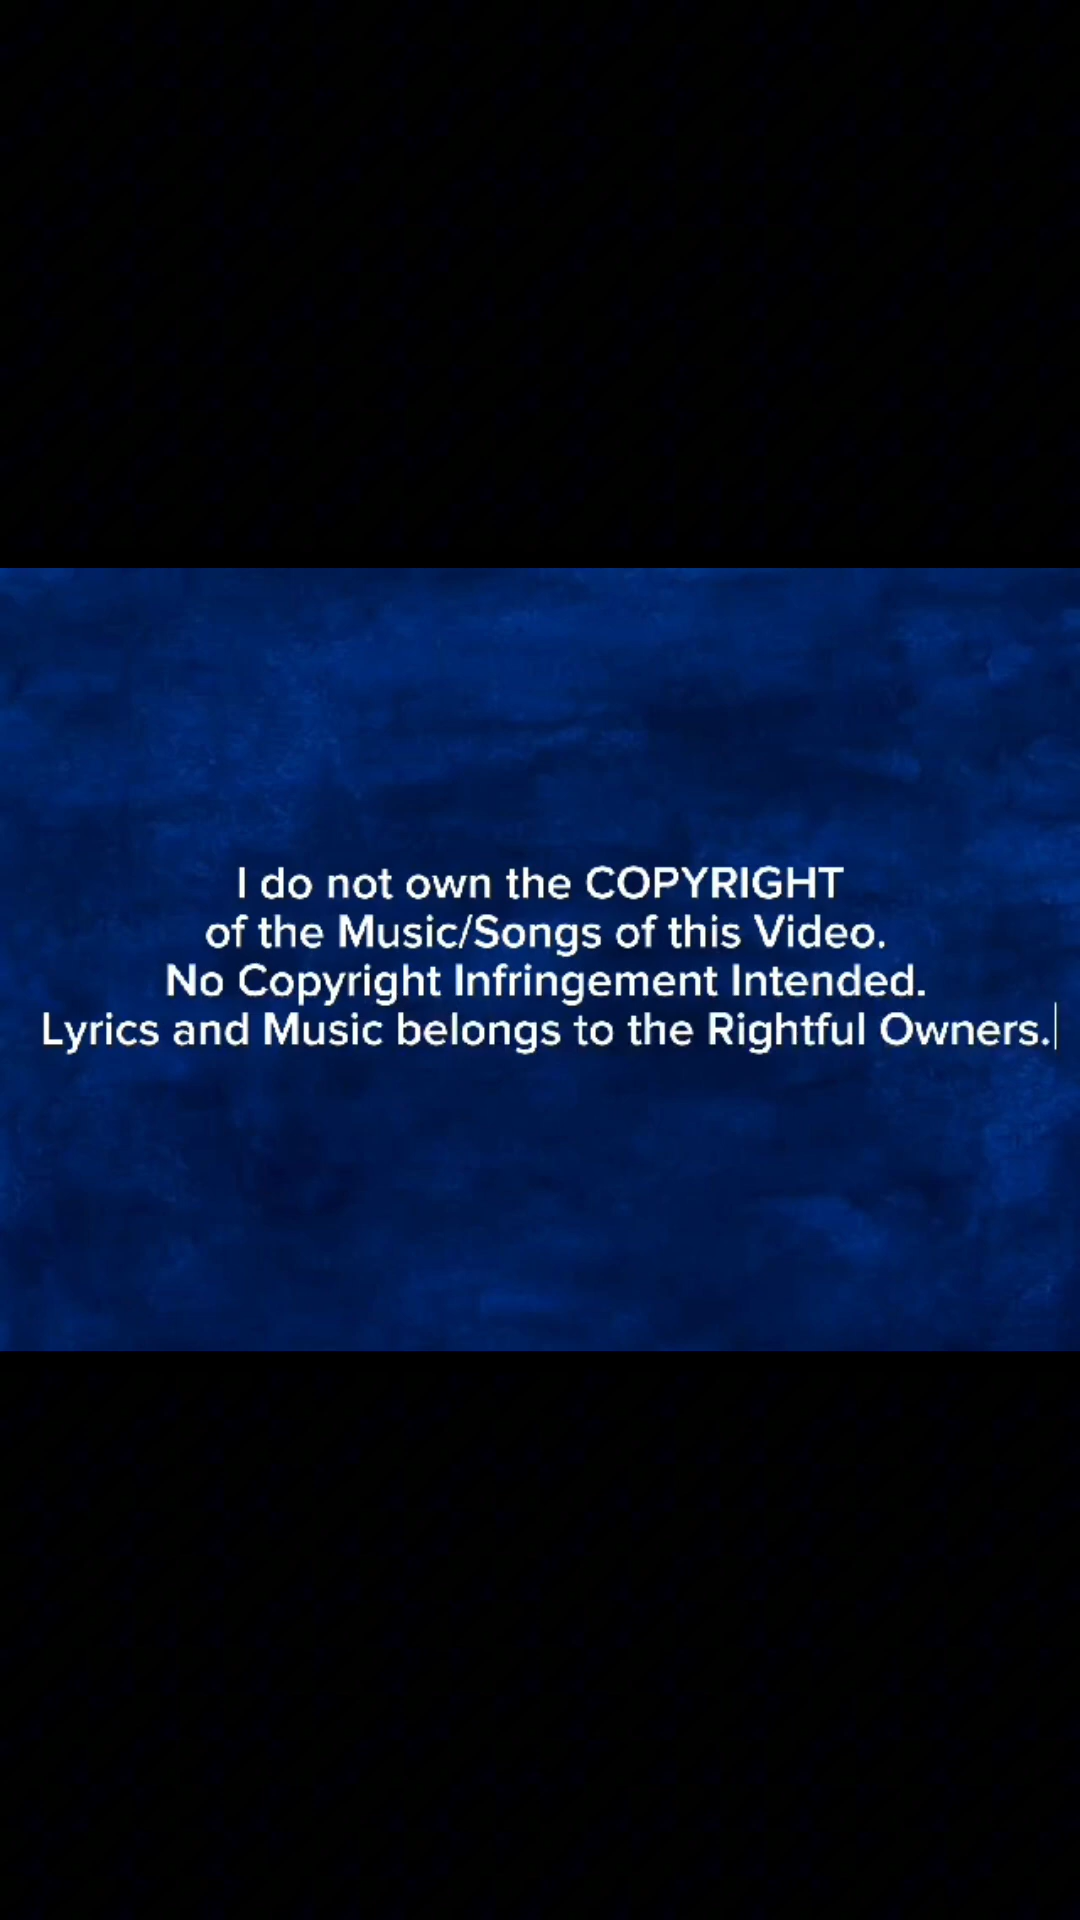 I do not own the COPYRIGHT
of the Music/Songs of this Video.
No Copyright Infringement Intended.
Lyrics and Music belongs to the Rightful Owners.